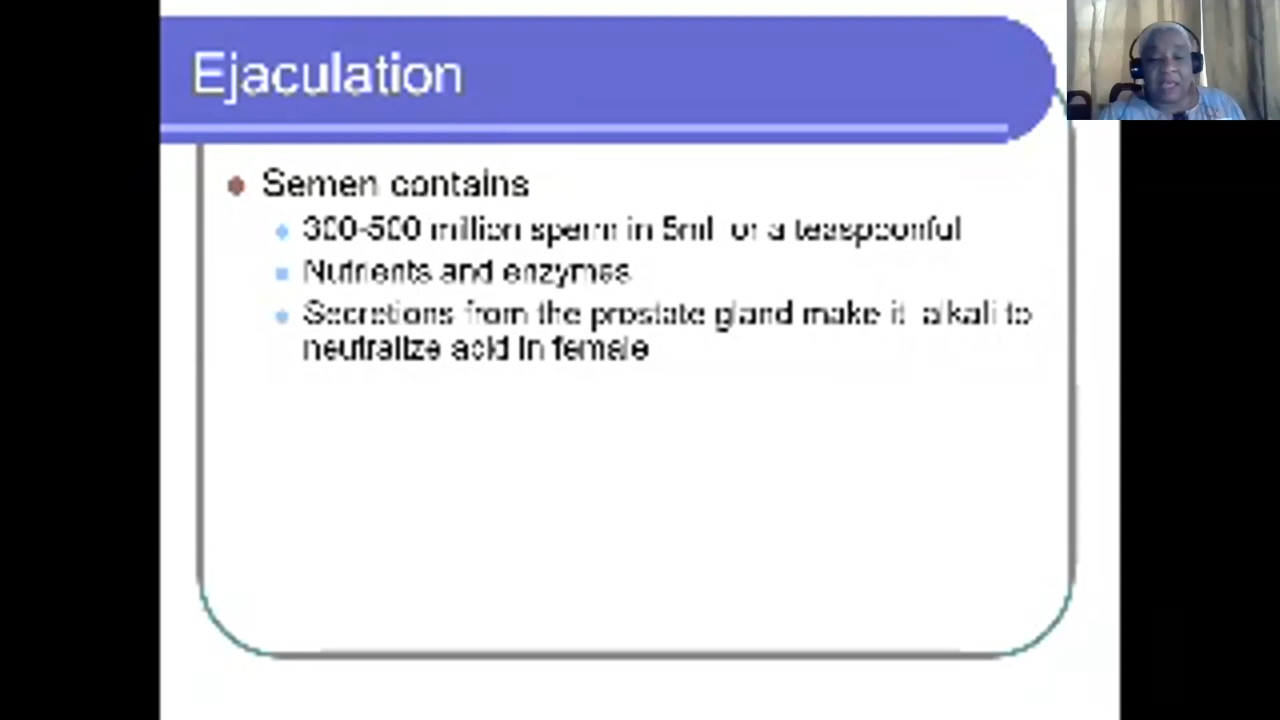 Ejaculation
Semen contains
300-500 million sperm in 5ml or a teaspoonful
Nutrients and enzymes
Secretions from the prostate gland make it alkali to
neutralize acid in female